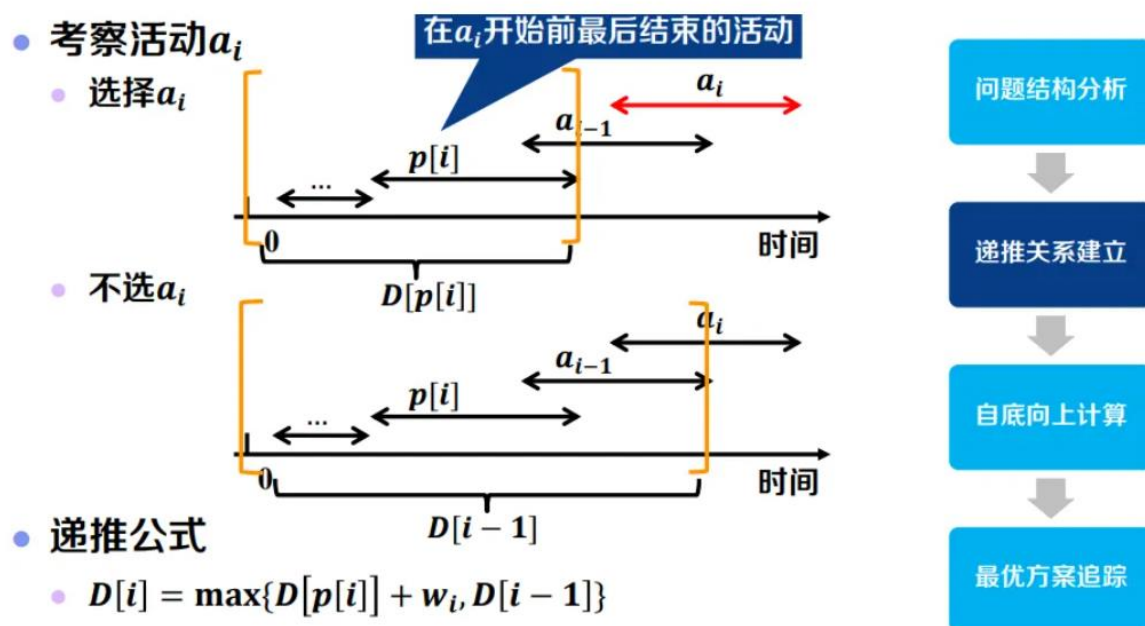 在a_i开始前最后结束的活动
考察活动a_i
选择a_i
a_i
a_{i-1}
p[i]
...
0
时间
D[p[i]]
不选a_i
a_i
a_{i-1}
p[i]
...
0
时间
D[i − 1]
递推公式
D[i] = max{D[p[i]] + w_i, D[i − 1]}
问题结构分析
递推关系建立
自底向上计算
最优方案追踪